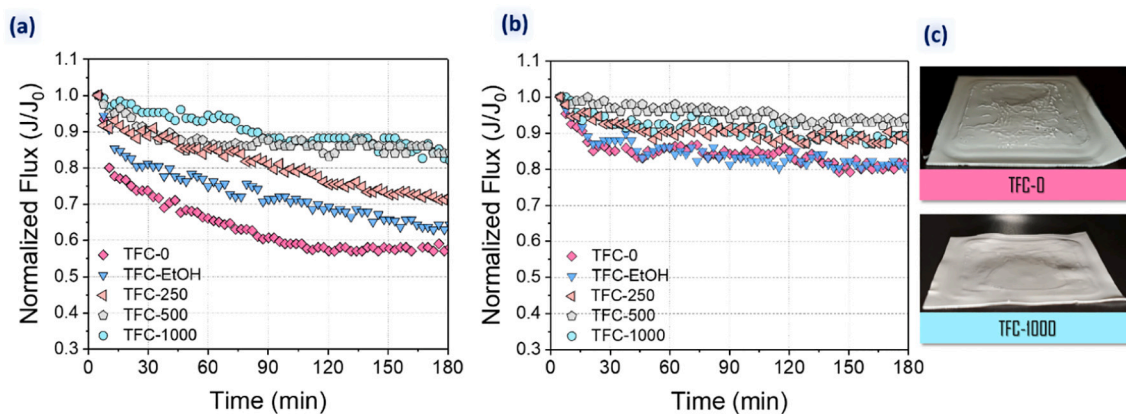 (a)
Normalized Flux (J/J0)
1.1
1.0
0.9
0.8
0.7
0.6
0.5
0.4
0.3
TFC-0
TFC-EtOH
TFC-250
TFC-500
TFC-1000
0 30 60 90 120 150 180
Time (min)
(b)
Normalized Flux (J/J0)
1.1
1.0
0.9
0.8
0.7
0.6
0.5
0.4
0.3
TFC-0
TFC-EtOH
TFC-250
TFC-500
TFC-1000
0 30 60 90 120 150 180
Time (min)
(c)
TFC-0
TFC-1000